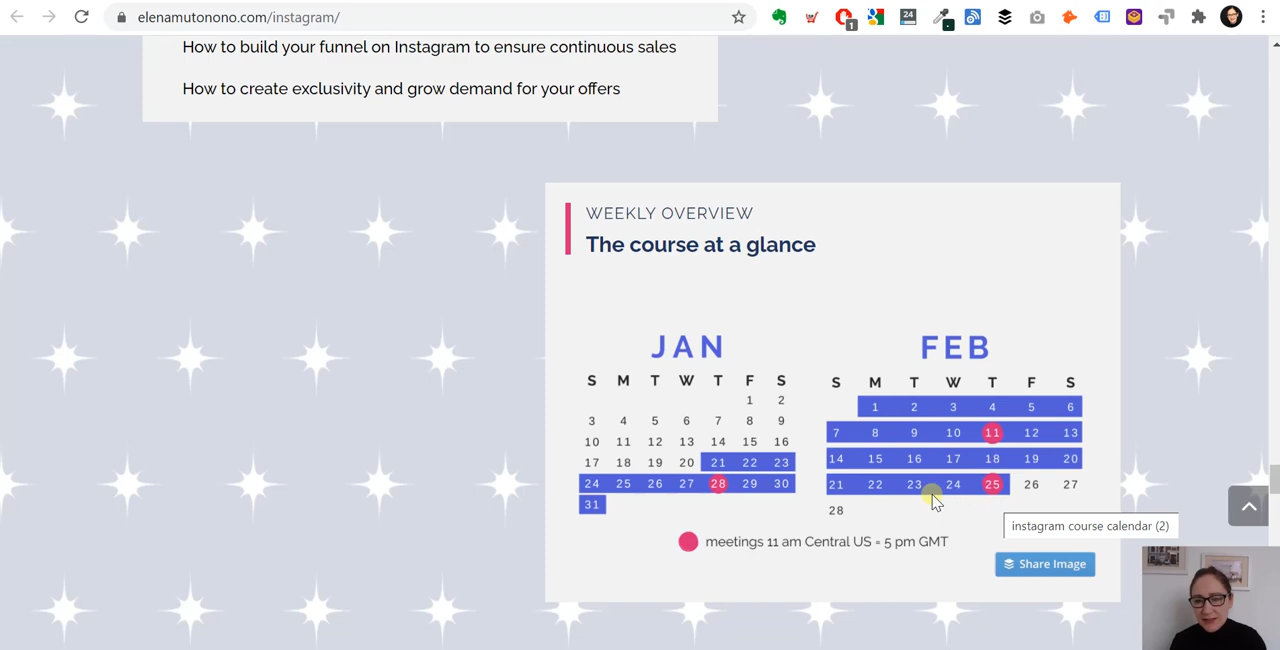 elenamutonono.com/instagram/
24
1
How to build your funnel on Instagram to ensure continuous sales
How to create exclusivity and grow demand for your offers
WEEKLY OVERVIEW
The course at a glance
JAN
S M T W T F S
1 2
3 4 5 6 7 8 9
10 11 12 13 14 15 16
17 18 19 20 21 22 23
24 25 26 27 28 29 30
31
FEB
S M T W T F S
1 2 3 4 5 6
7 8 9 10 11 12 13
14 15 16 17 18 19 20
21 22 23 24 25 26 27
28
meetings 11 am Central US = 5 pm GMT
instagram course calendar (2)
Share Image